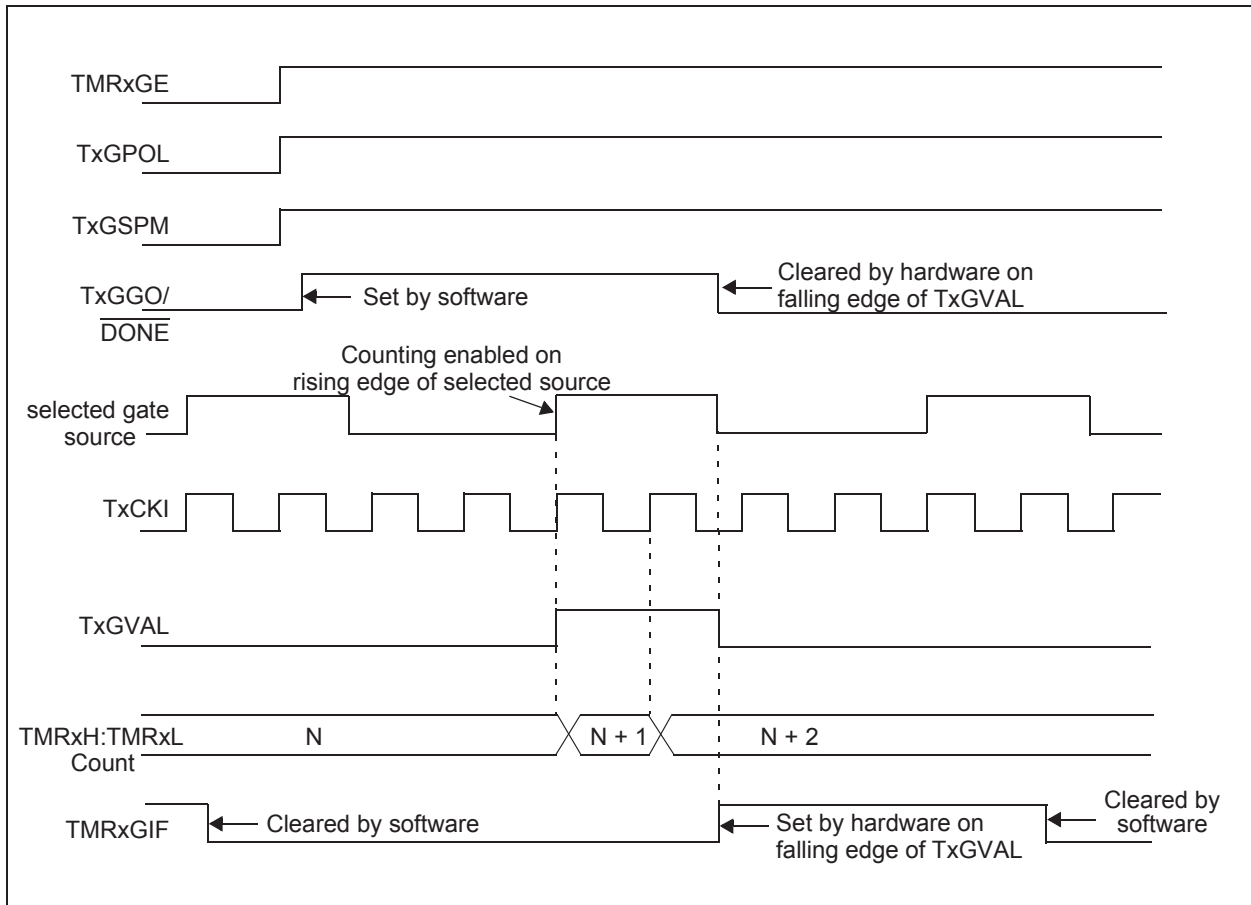 TMRxGE
TxGPOL
TxGSPM
TxGGO/
DONE
Set by software
Cleared by hardware on
falling edge of TxGVAL
Counting enabled on
rising edge of selected source
selected gate
source
TxCKI
TxGVAL
TMRxH:TMRxL
Count
N
N + 1
N + 2
TMRxGIF
Cleared by software
Set by hardware on
falling edge of TxGVAL
Cleared by
software